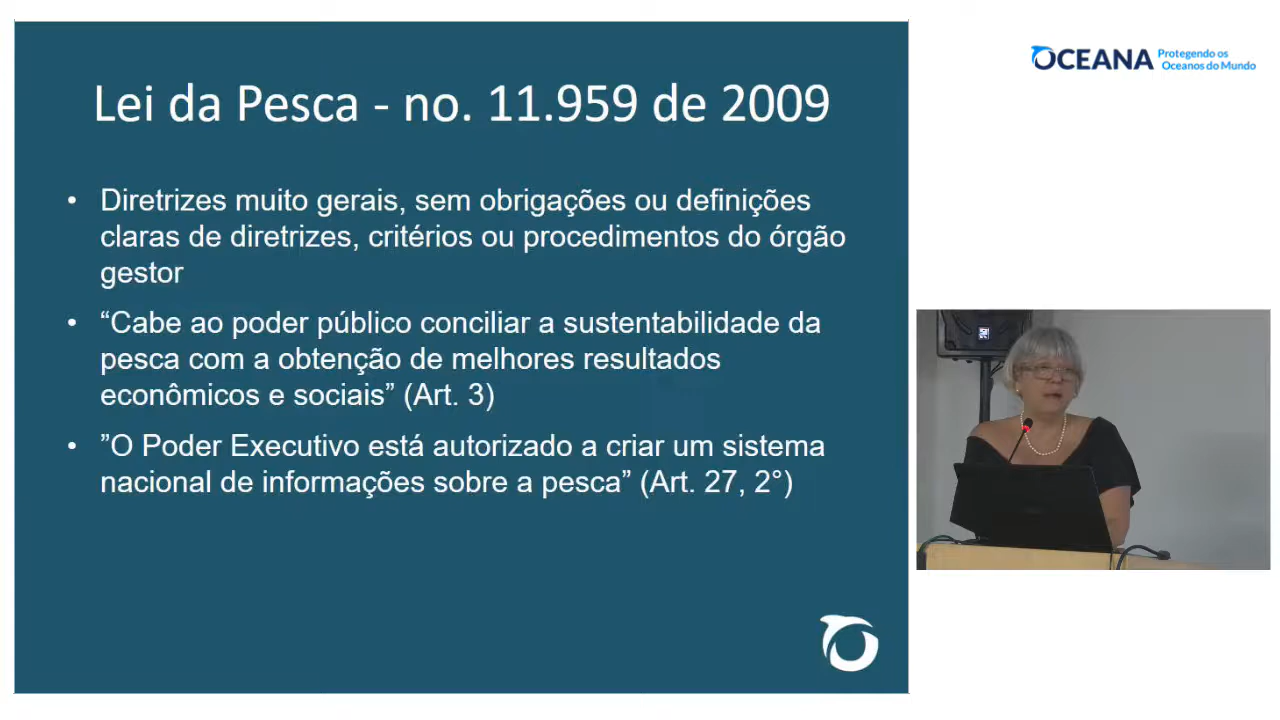 Lei da Pesca - no. 11.959 de 2009
• Diretrizes muito gerais, sem obrigações ou definições
claras de diretrizes, critérios ou procedimentos do órgão
gestor
• “Cabe ao poder público conciliar a sustentabilidade da
pesca com a obtenção de melhores resultados
econômicos e sociais” (Art. 3)
• ”O Poder Executivo está autorizado a criar um sistema
nacional de informações sobre a pesca” (Art. 27, 2°)
OCEANA
Protegendo os
Oceanos do Mundo